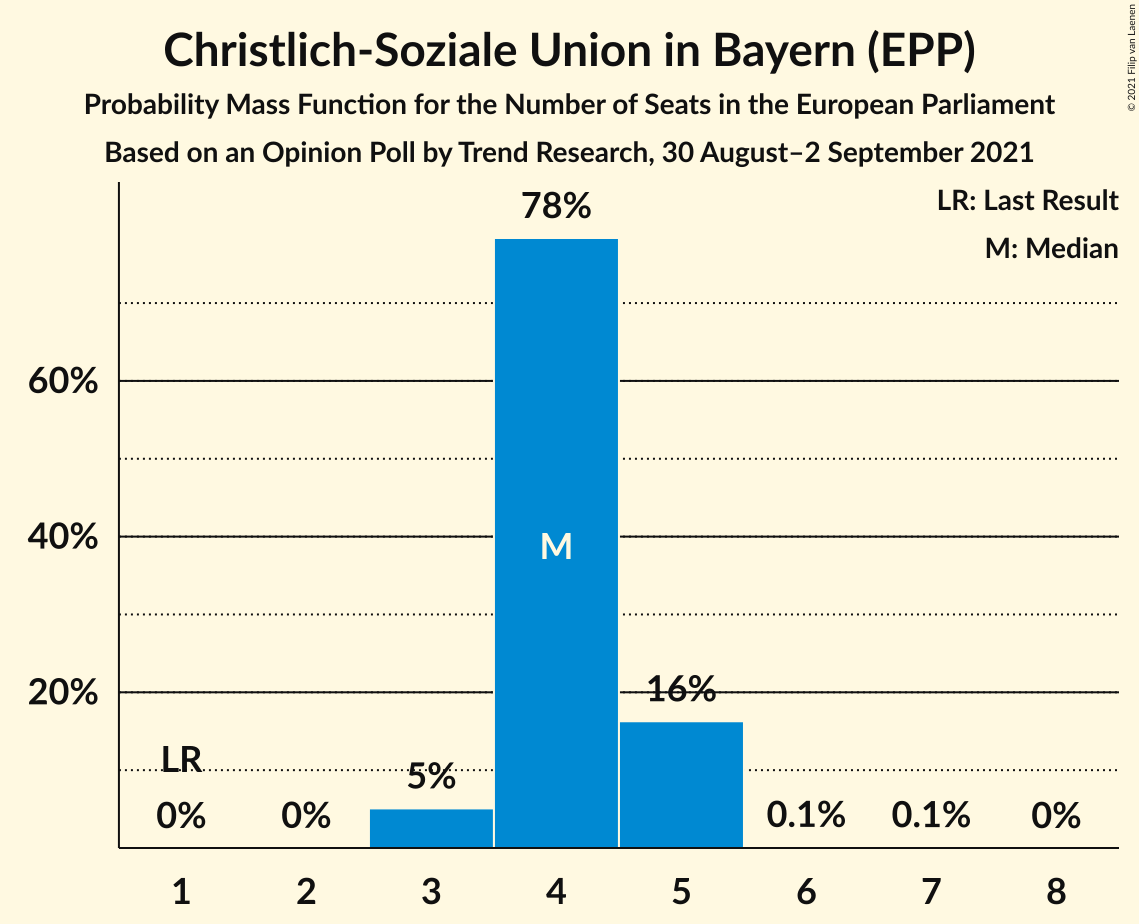 Christlich-Soziale Union in Bayern (EPP)
Probability Mass Function for the Number of Seats in the European Parliament
Based on an Opinion Poll by Trend Research, 30 August–2 September 2021
© 2021 Filip van Laenen
LR: Last Result
M: Median
78%
60%
40%
M
20%
16%
LR
5%
0%
0%
0.1%
0.1%
0%
1 2 3 4 5 6 7 8